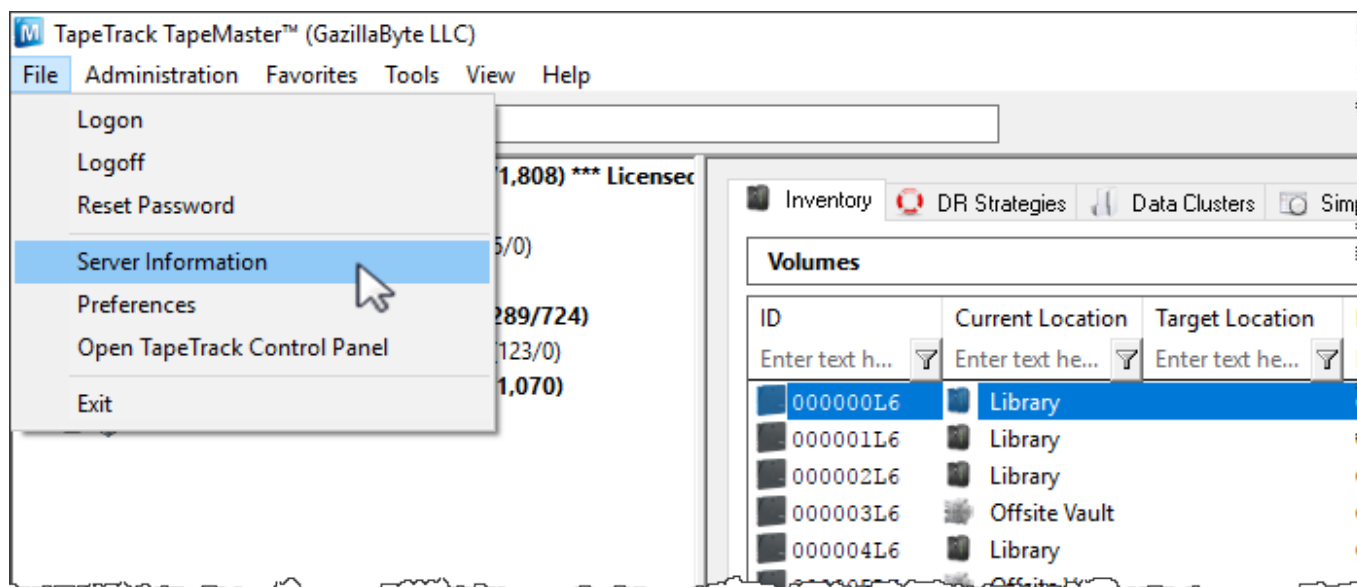 TapeTrack TapeMaster™ (GazillaByte LLC)
File Administration Favorites Tools View Help
Logon
Logoff
Reset Password
Server Information
Preferences
Open TapeTrack Control Panel
Exit
1,808) *** Licensed
/0)
289/724)
123/0)
1,070)
Inventory DR Strategies Data Clusters Simp
Volumes
ID Current Location Target Location
Enter text h... Enter text he... Enter text he...
000000L6 Library
000001L6 Library
000002L6 Library
000003L6 Offsite Vault
000004L6 Library